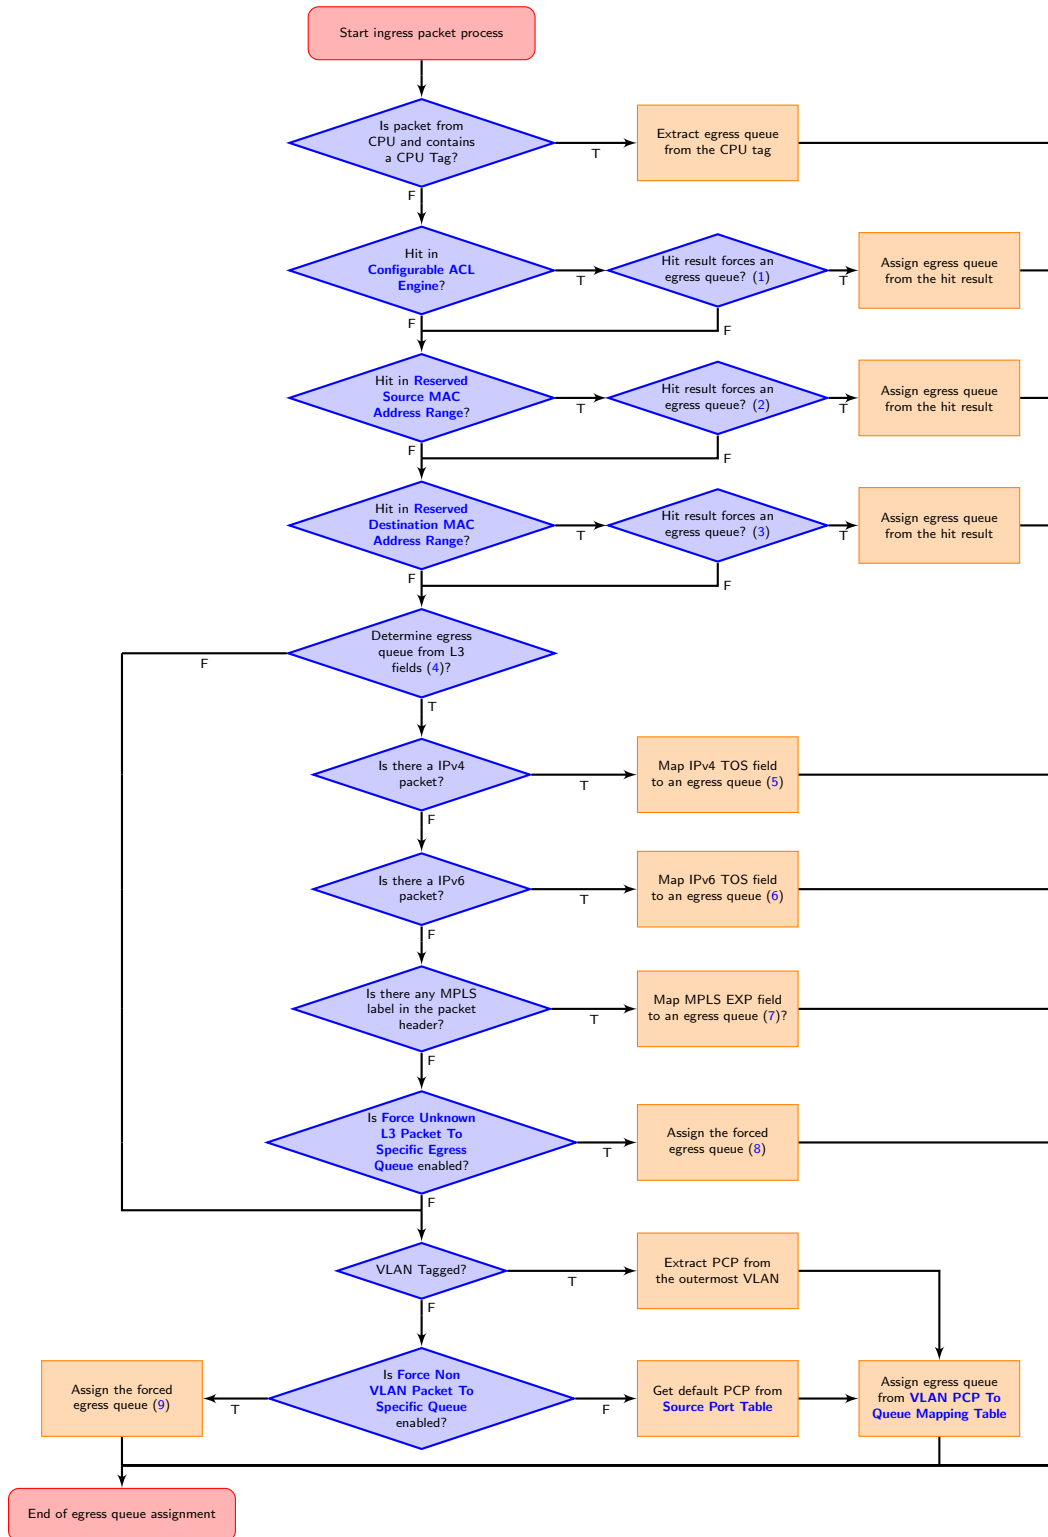 Start ingress packet process
Is packet from
CPU and contains
a CPU Tag?
T
Extract egress queue
from the CPU tag
F
Hit in
Configurable ACL
Engine?
T
Hit result forces an
egress queue? (1)
T
Assign egress queue
from the hit result
F
F
Hit in Reserved
Source MAC
Address Range?
T
Hit result forces an
egress queue? (2)
T
Assign egress queue
from the hit result
F
F
Hit in Reserved
Destination MAC
Address Range?
T
Hit result forces an
egress queue? (3)
T
Assign egress queue
from the hit result
F
F
Determine egress
queue from L3
fields (4)?
F
T
Is there a IPv4
packet?
T
Map IPv4 TOS field
to an egress queue (5)
F
Is there a IPv6
packet?
T
Map IPv6 TOS field
to an egress queue (6)
F
Is there any MPLS
label in the packet
header?
T
Map MPLS EXP field
to an egress queue (7)?
F
Is Force Unknown
L3 Packet To
Specific Egress
Queue enabled?
T
Assign the forced
egress queue (8)
F
VLAN Tagged?
T
Extract PCP from
the outermost VLAN
F
Assign the forced
egress queue (9)
T
Is Force Non
VLAN Packet To
Specific Queue
enabled?
F
Get default PCP from
Source Port Table
Assign egress queue
from VLAN PCP To
Queue Mapping Table
End of egress queue assignment